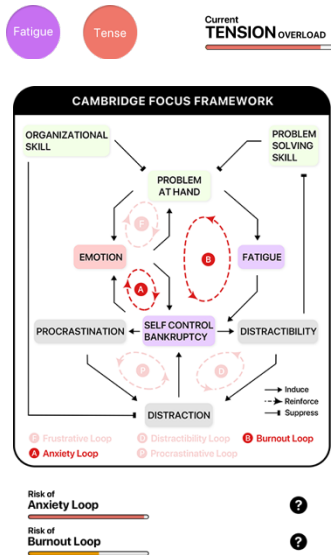 Fatigue
Tense
Current
TENSION OVERLOAD
CAMBRIDGE FOCUS FRAMEWORK
ORGANIZATIONAL
SKILL
PROBLEM
SOLVING
SKILL
PROBLEM
AT HAND
F
EMOTION
B
FATIGUE
A
PROCRASTINATION
SELF CONTROL
BANKRUPTCY
DISTRACTIBILITY
P
D
Induce
Reinforce
Suppress
DISTRACTION
F Frustrative Loop
D Distractibility Loop
B Burnout Loop
A Anxiety Loop
P Procrastinative Loop
Risk of
Anxiety Loop
?
Risk of
Burnout Loop
?